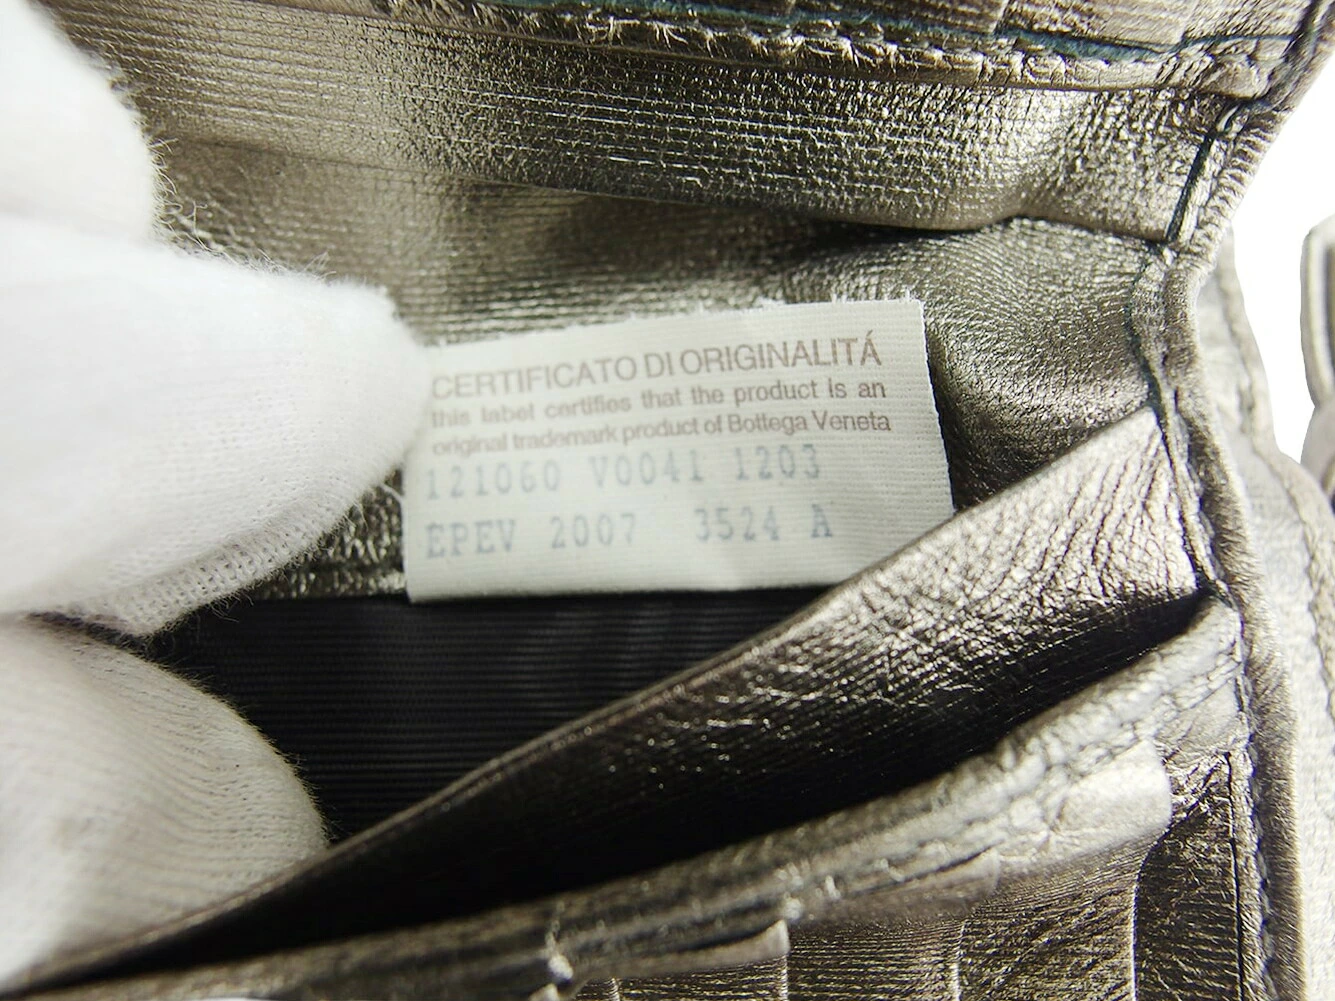 CERTIFICATO DI ORIGINALITÁ
this label certifies that the product is an
original trademark product of Bottega Veneta
121060 V0041 1203
EPEV 2007 3524 A